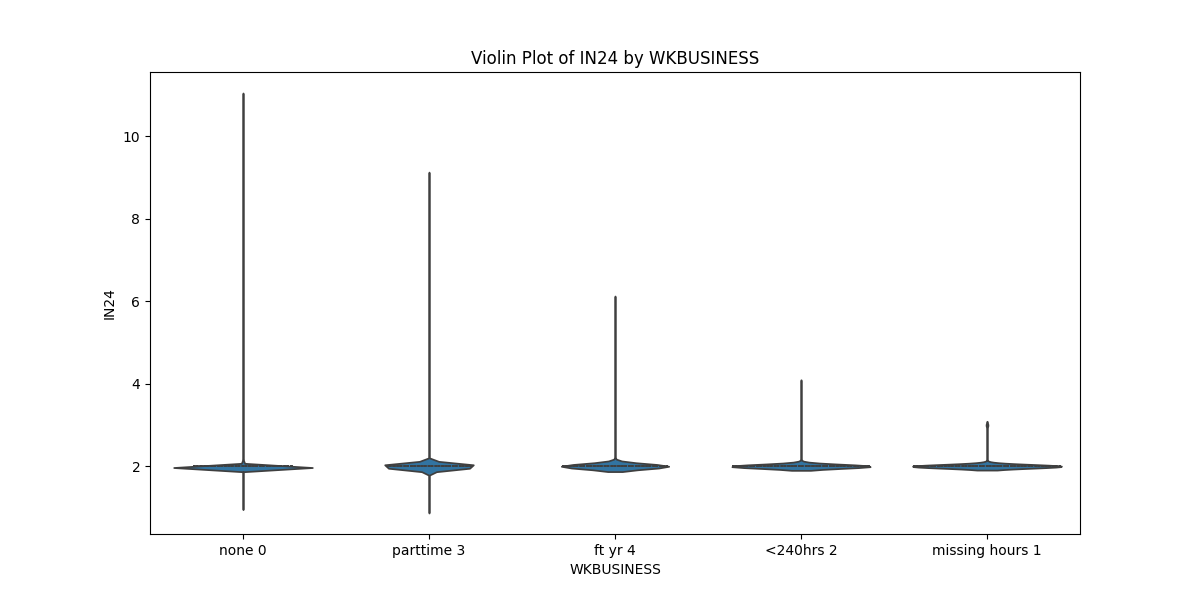 Violin Plot of IN24 by WKBUSINESS
10
8
6
4
2
IN24
none 0
parttime 3
ft yr 4
<240hrs 2
missing hours 1
WKBUSINESS